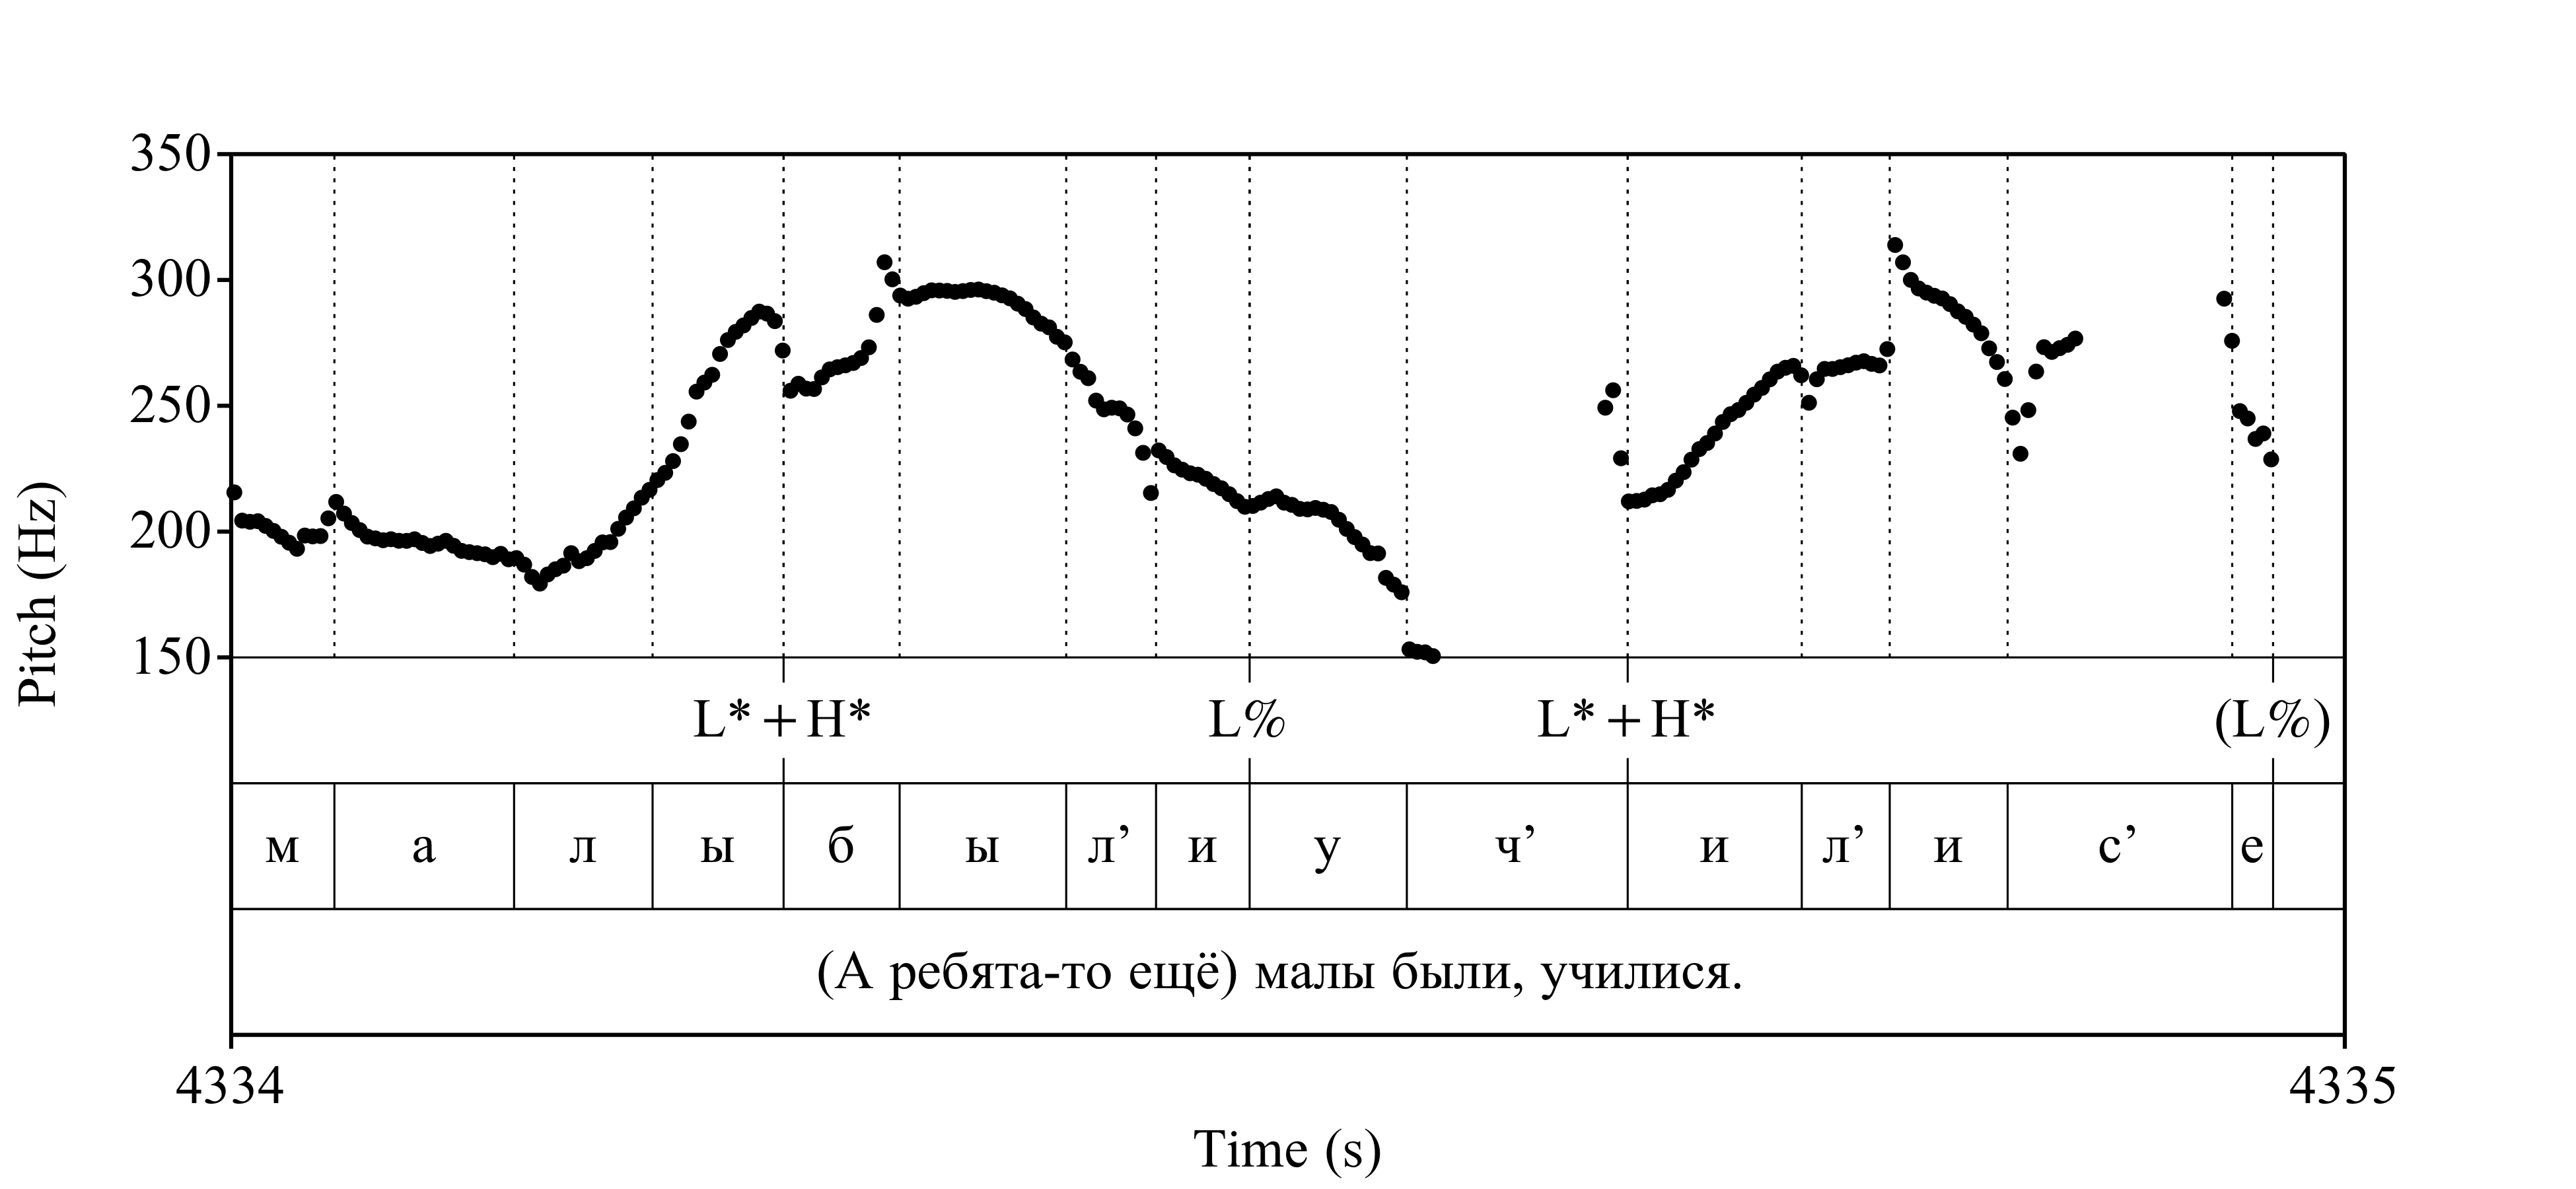 350
300
250
200
150
Pitch (Hz)
L*+H* L% L*+H* (L%)
м а л ы б ы л’ и у ч’ и л’ и с’ е
(А ребята-то ещё) малы были, училися.
4334 4335
Time (s)